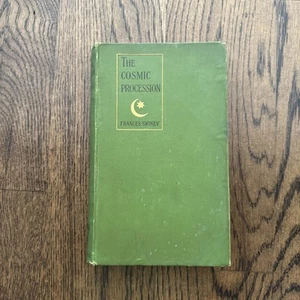 THE
COSMIC
PROCESSION
FRANCES SWINEY